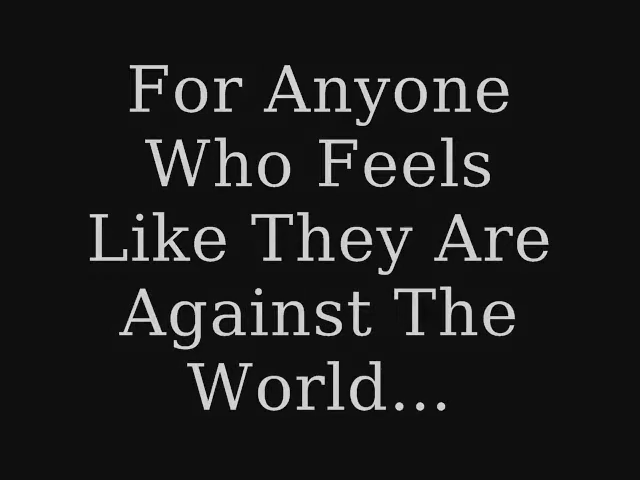 For Anyone
Who Feels
Like They Are
Against The
World...